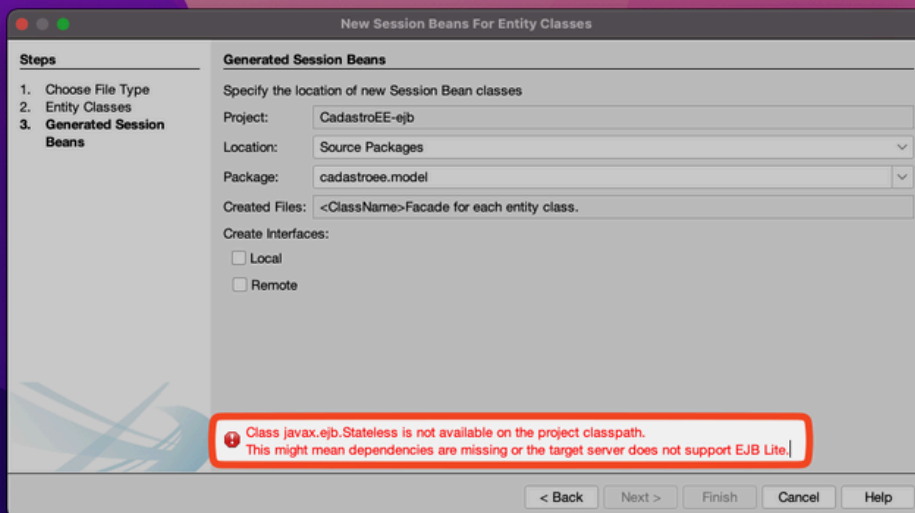 New Session Beans For Entity Classes
Steps
1. Choose File Type
2. Entity Classes
3. Generated Session
Beans
Generated Session Beans
Specify the location of new Session Bean classes
Project: CadastroEE-ejb
Location: Source Packages
Package: cadastroee.model
Created Files: <ClassName>Facade for each entity class.
Create Interfaces:
Local
Remote
Class javax.ejb.Stateless is not available on the project classpath.
This might mean dependencies are missing or the target server does not support EJB Lite.
< Back Next > Finish Cancel Help